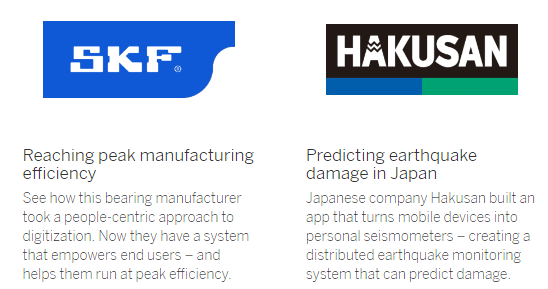 SKF®
Reaching peak manufacturing
efficiency
See how this bearing manufacturer
took a people-centric approach to
digitization. Now they have a system
that empowers end users – and
helps them run at peak efficiency.
HAKUSAN
Predicting earthquake
damage in Japan
Japanese company Hakusan built an
app that turns mobile devices into
personal seismometers – creating a
distributed earthquake monitoring
system that can predict damage.